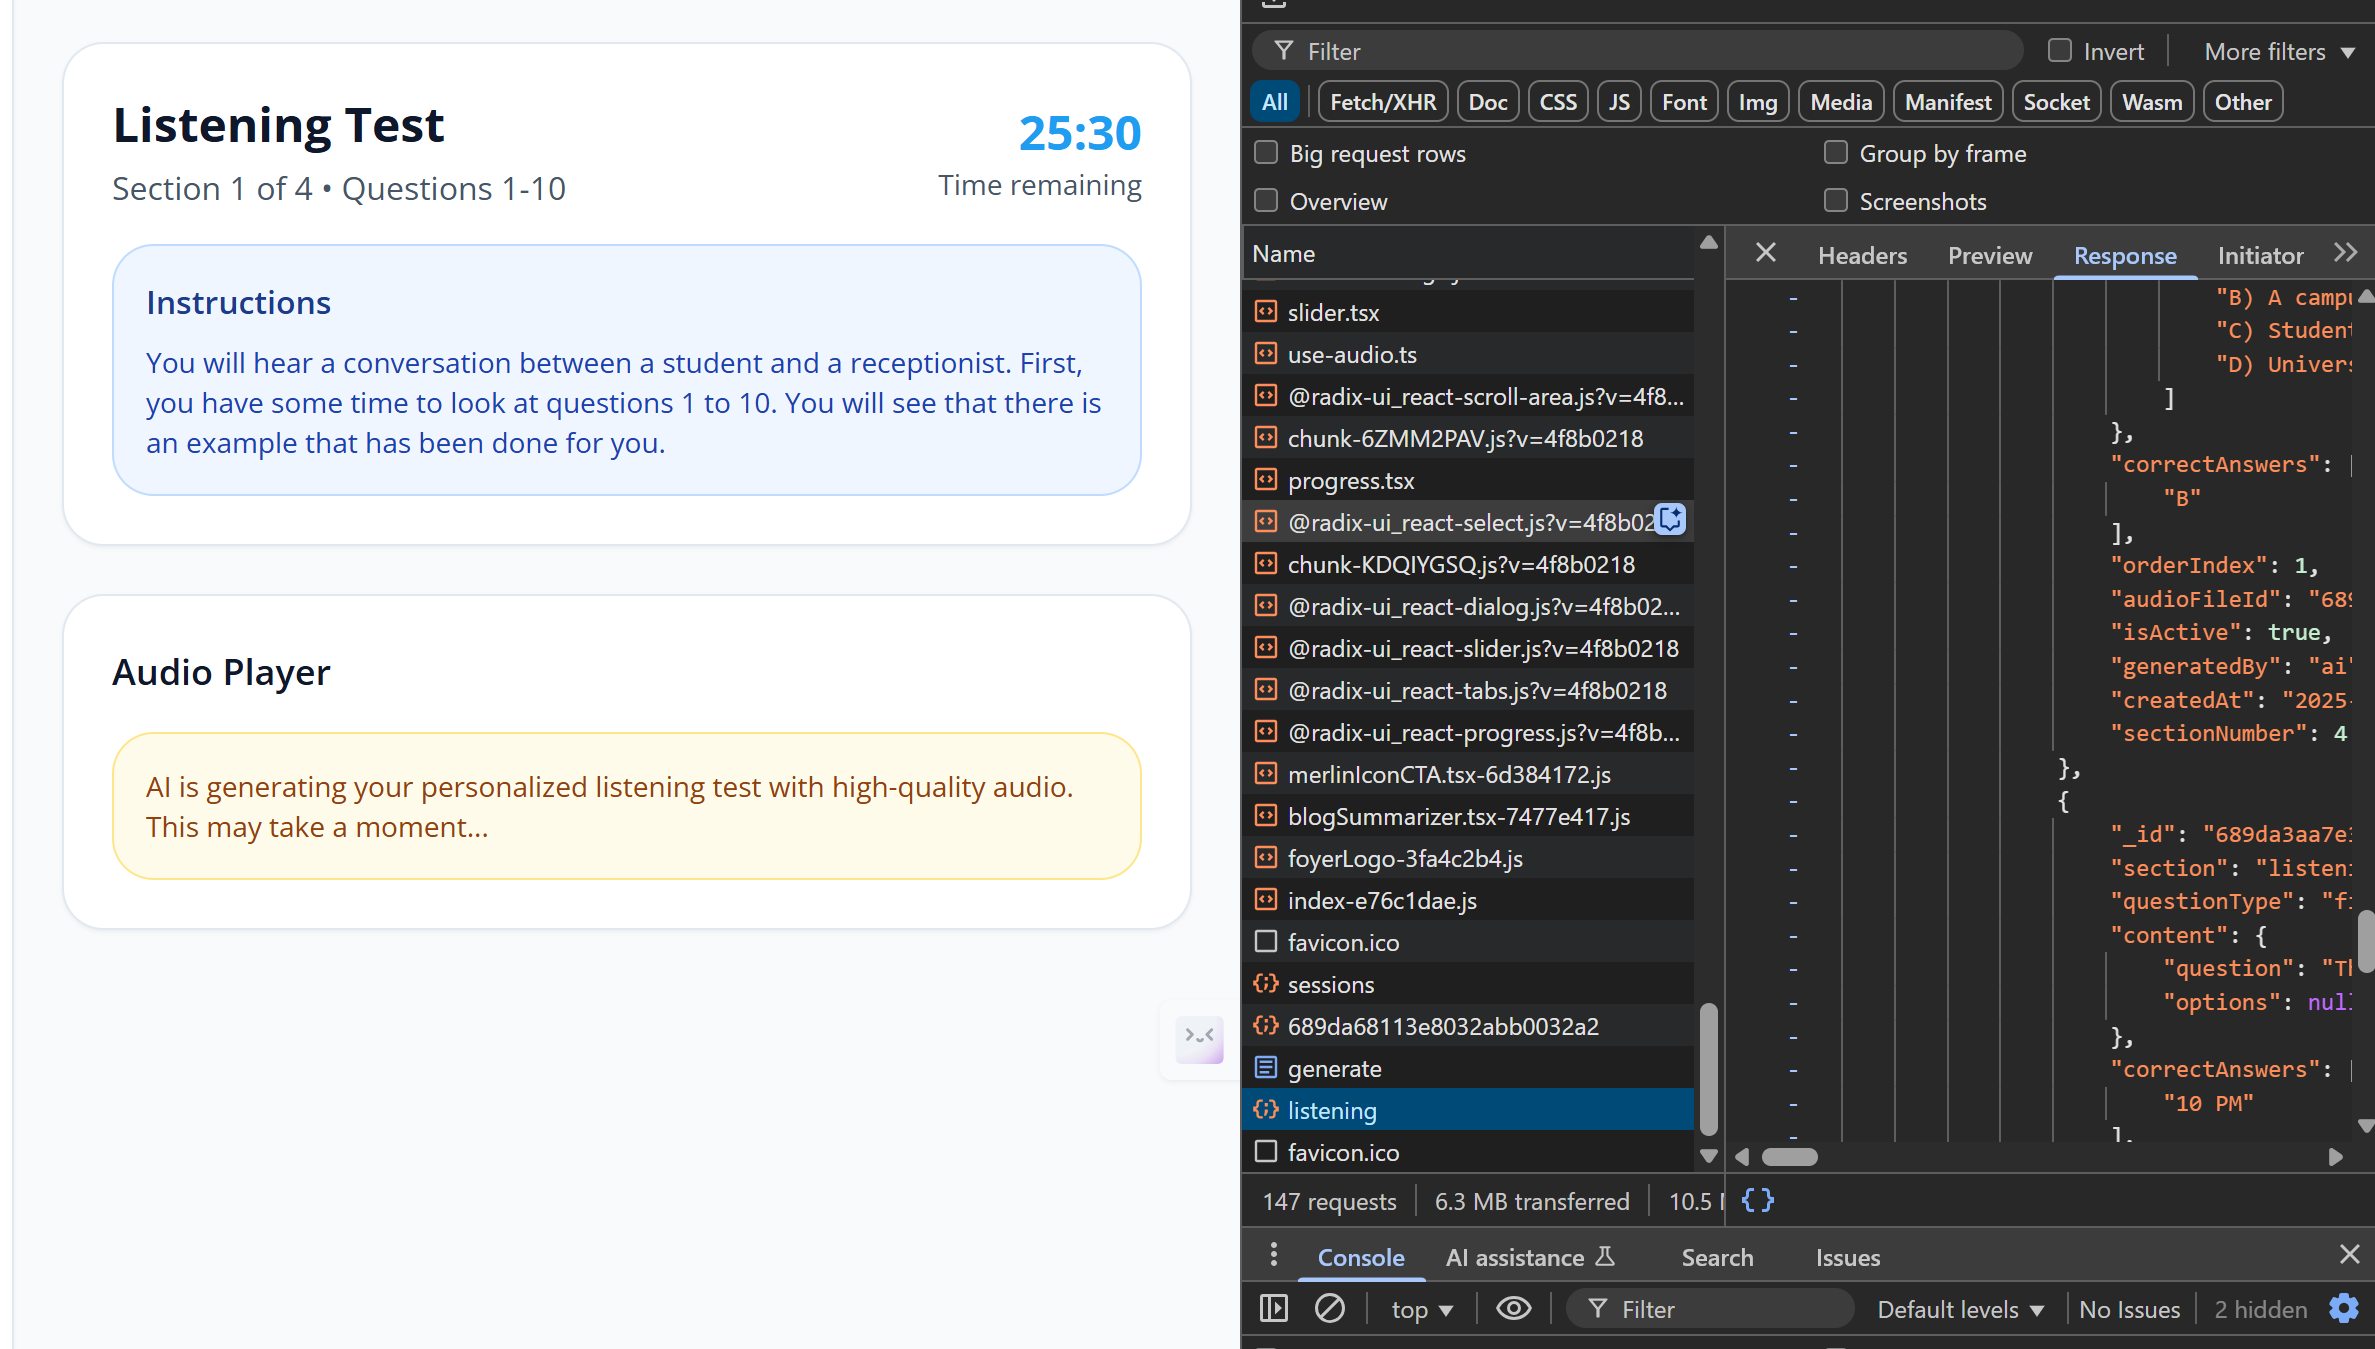 Listening Test
25:30
Section 1 of 4 • Questions 1-10
Time remaining
Instructions
You will hear a conversation between a student and a receptionist. First,
you have some time to look at questions 1 to 10. You will see that there is
an example that has been done for you.
Audio Player
AI is generating your personalized listening test with high-quality audio.
This may take a moment...
Filter
Invert
More filters
All
Fetch/XHR
Doc
CSS
JS
Font
Img
Media
Manifest
Socket
Wasm
Other
Big request rows
Group by frame
Overview
Screenshots
Name
slider.tsx
use-audio.ts
@radix-ui_react-scroll-area.js?v=4f8...
chunk-6ZMM2PAV.js?v=4f8b0218
progress.tsx
@radix-ui_react-select.js?v=4f8b02
chunk-KDQIYGSQ.js?v=4f8b0218
@radix-ui_react-dialog.js?v=4f8b02...
@radix-ui_react-slider.js?v=4f8b0218
@radix-ui_react-tabs.js?v=4f8b0218
@radix-ui_react-progress.js?v=4f8b...
merlinIconCTA.tsx-6d384172.js
blogSummarizer.tsx-7477e417.js
foyerLogo-3fa4c2b4.js
index-e76c1dae.js
favicon.ico
sessions
689da68113e8032abb0032a2
generate
listening
favicon.ico
147 requests
6.3 MB transferred
10.5
Headers
Preview
Response
Initiator
"B) A camp
"C) Student
"D) Univers
]
},
"correctAnswers": [
"B"
],
"orderIndex": 1,
"audioFileId": "689
"isActive": true,
"generatedBy": "ai"
"createdAt": "2025-
"sectionNumber": 4
},
{
"_id": "689da3aa7e3
"section": "listeni
"questionType": "fi
"content": {
"question": "Th
"options": null
},
"correctAnswers": [
"10 PM"
],
{}
Console
AI assistance
Search
Issues
top
Filter
Default levels
No Issues
2 hidden